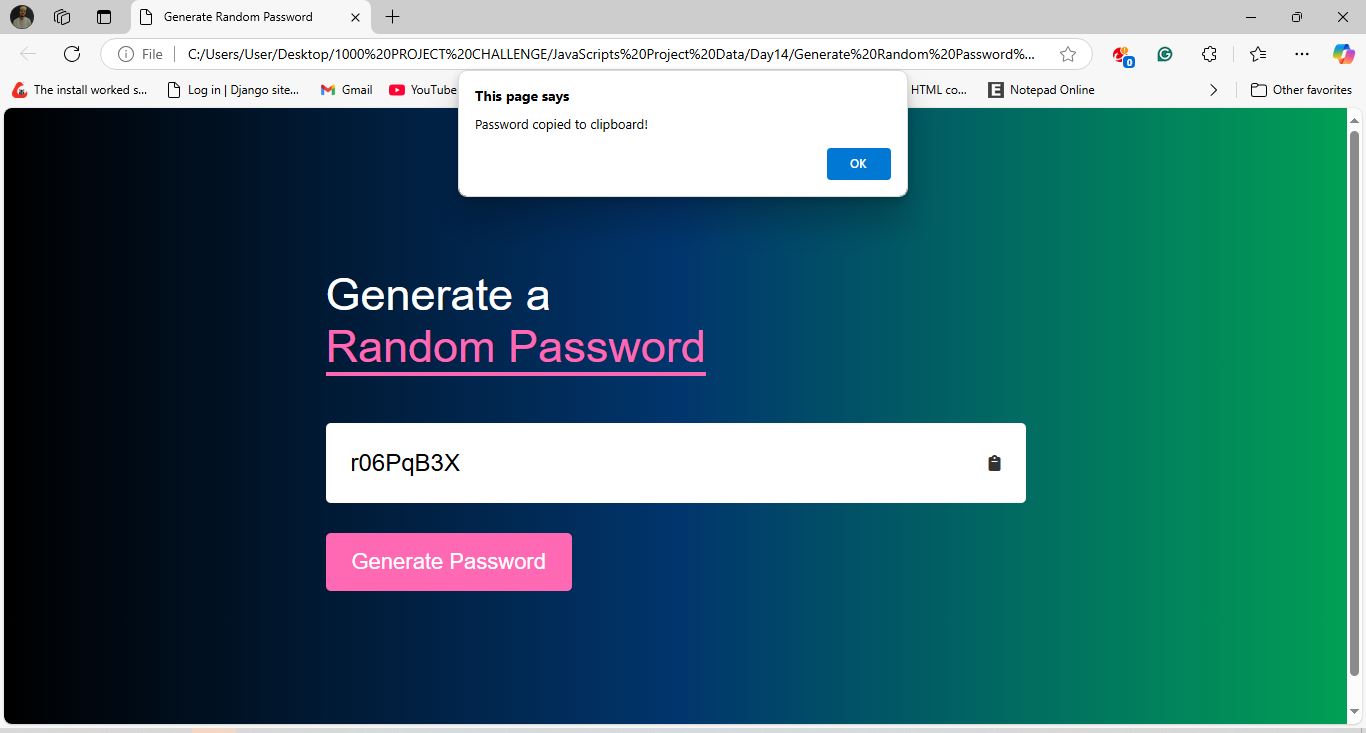 Generate Random Password
File
C:/Users/User/Desktop/1000%20PROJECT%20CHALLENGE/JavaScripts%20Project%20Data/Day14/Generate%20Random%20Password%...
0
The install worked s...
Log in | Django site...
Gmail
YouTube
HTML co...
E
Notepad Online
Other favorites
This page says
Password copied to clipboard!
OK
Generate a
Random Password
r06PqB3X
Generate Password